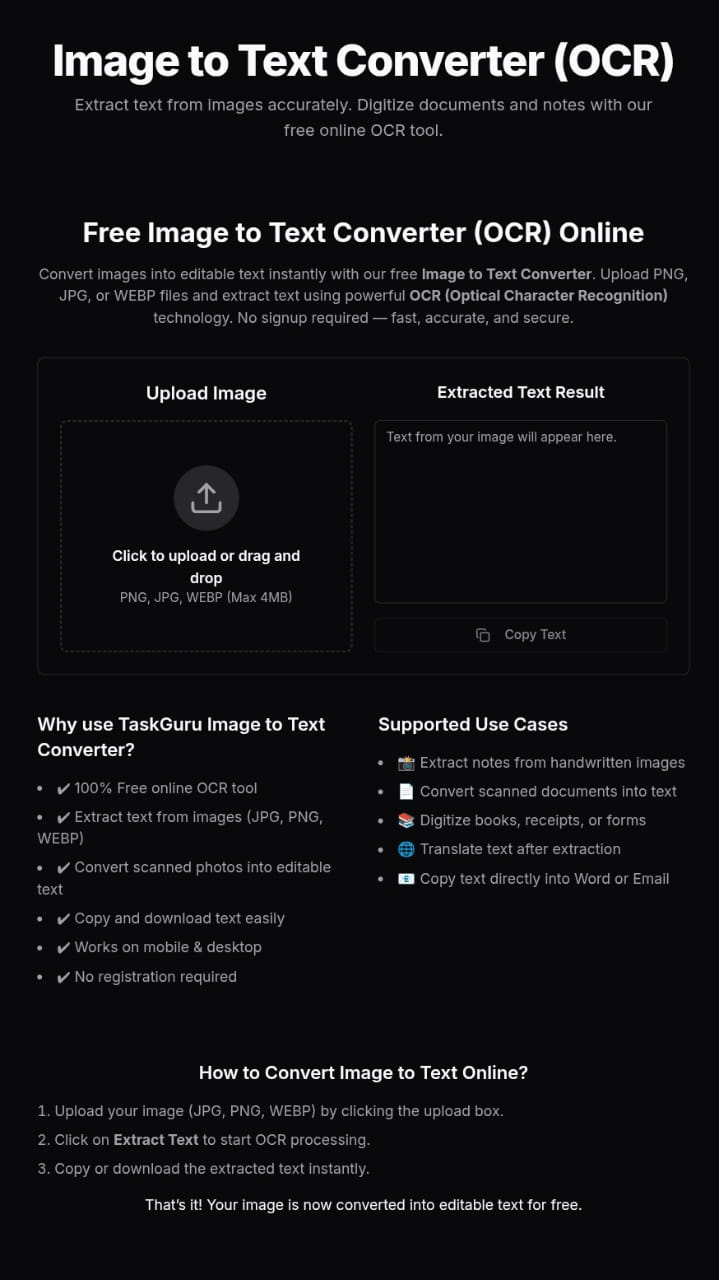 Image to Text Converter (OCR)
Extract text from images accurately. Digitize documents and notes with our
free online OCR tool.
Free Image to Text Converter (OCR) Online
Convert images into editable text instantly with our free Image to Text Converter. Upload PNG,
JPG, or WEBP files and extract text using powerful OCR (Optical Character Recognition)
technology. No signup required — fast, accurate, and secure.
Upload Image
Click to upload or drag and
drop
PNG, JPG, WEBP (Max 4MB)
Extracted Text Result
Text from your image will appear here.
Copy Text
Why use TaskGuru Image to Text
Converter?
• ✔ 100% Free online OCR tool
• ✔ Extract text from images (JPG, PNG,
WEBP)
• ✔ Convert scanned photos into editable
text
• ✔ Copy and download text easily
• ✔ Works on mobile & desktop
• ✔ No registration required
Supported Use Cases
• 📸 Extract notes from handwritten images
• 📄 Convert scanned documents into text
• 📚 Digitize books, receipts, or forms
• 🌐 Translate text after extraction
• 📧 Copy text directly into Word or Email
How to Convert Image to Text Online?
1. Upload your image (JPG, PNG, WEBP) by clicking the upload box.
2. Click on Extract Text to start OCR processing.
3. Copy or download the extracted text instantly.
That's it! Your image is now converted into editable text for free.